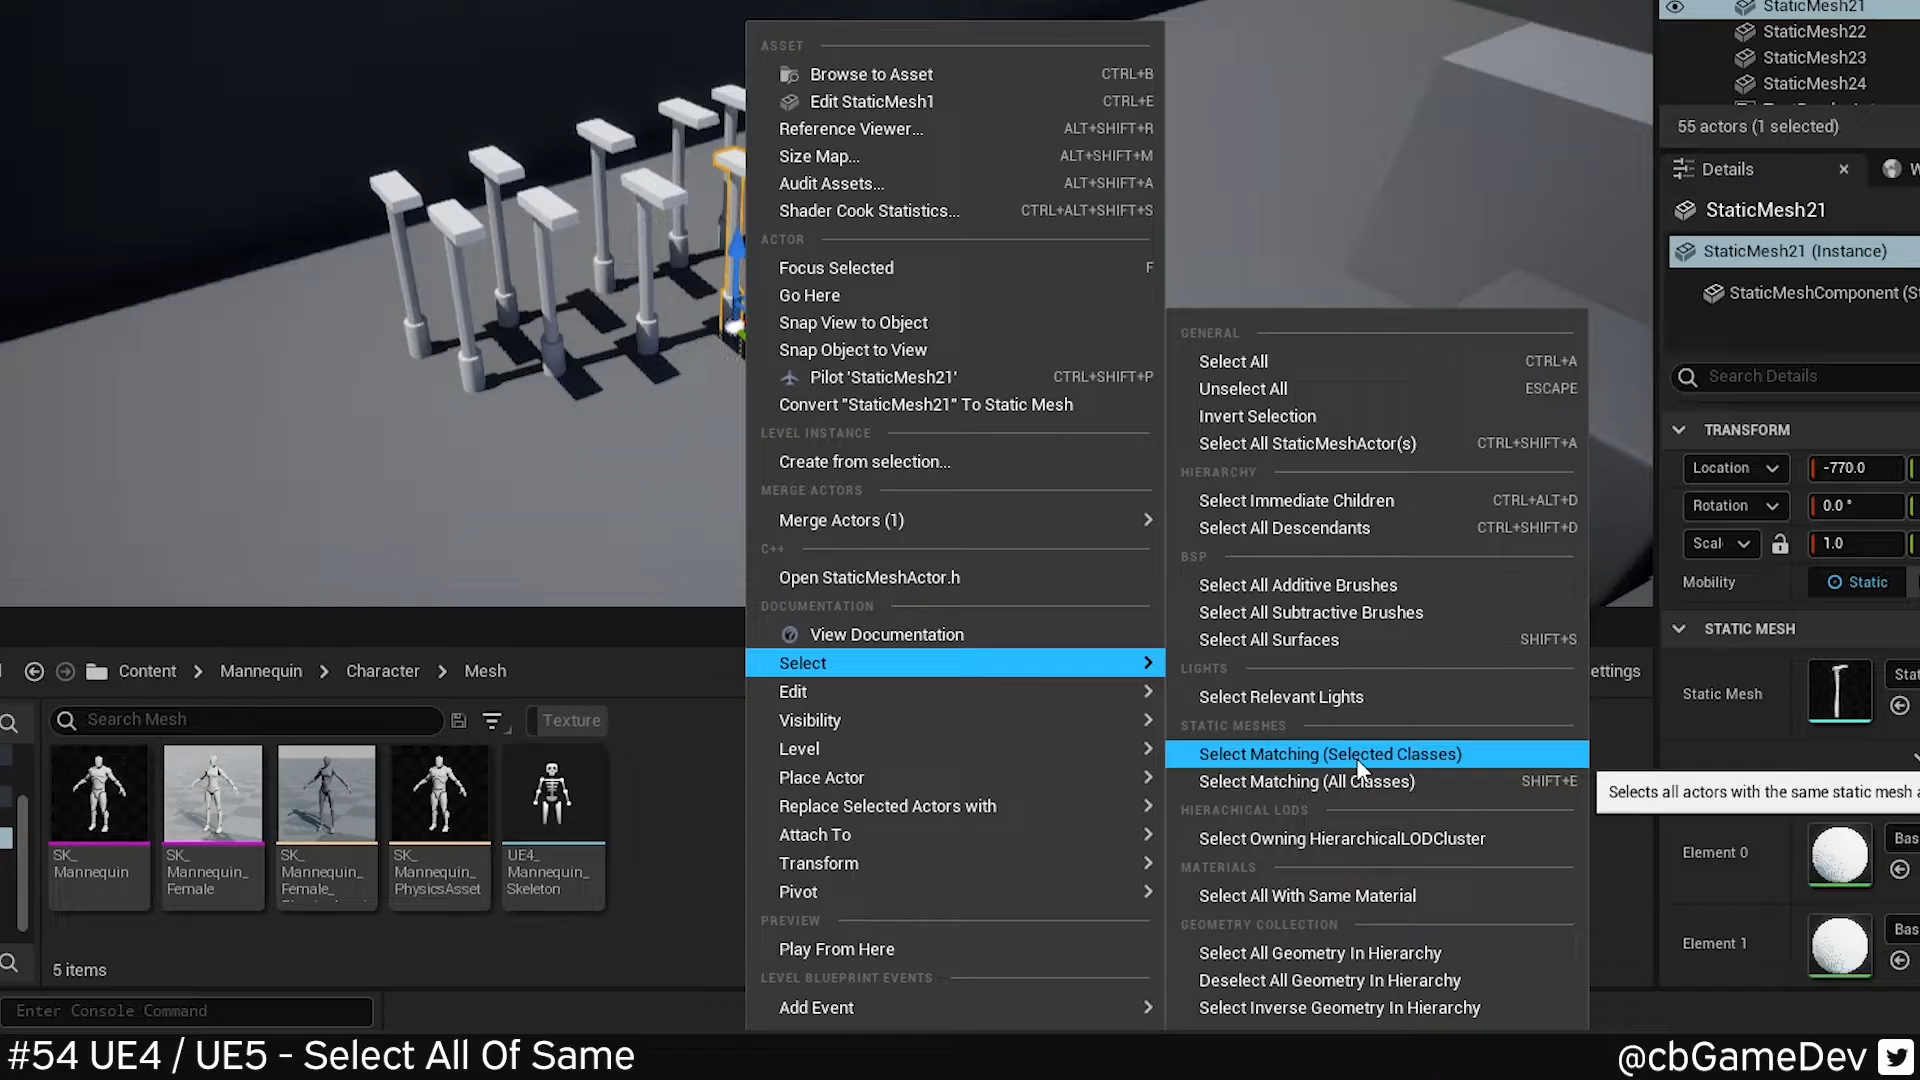 ASSET
Browse to Asset CTRL+B
Edit StaticMesh1 CTRL+E
Reference Viewer... ALT+SHIFT+R
Size Map... ALT+SHIFT+M
Audit Assets... ALT+SHIFT+A
Shader Cook Statistics... CTRL+ALT+SHIFT+S
ACTOR
Focus Selected F
Go Here
Snap View to Object
Snap Object to View
Pilot 'StaticMesh21' CTRL+SHIFT+P
Convert "StaticMesh21" To Static Mesh
LEVEL INSTANCE
Create from selection...
MERGE ACTORS
Merge Actors (1)
C++
Open StaticMeshActor.h
DOCUMENTATION
View Documentation
Select
Edit
Visibility
Level
Place Actor
Replace Selected Actors with
Attach To
Transform
Pivot
PREVIEW
Play From Here
LEVEL BLUEPRINT EVENTS
Add Event
GENERAL
Select All CTRL+A
Unselect All ESCAPE
Invert Selection
Select All StaticMeshActor(s) CTRL+SHIFT+A
HIERARCHY
Select Immediate Children CTRL+ALT+D
Select All Descendants CTRL+SHIFT+D
BSP
Select All Additive Brushes
Select All Subtractive Brushes
Select All Surfaces SHIFT+S
LIGHTS
Select Relevant Lights
STATIC MESHES
Select Matching (Selected Classes)
Select Matching (All Classes) SHIFT+E
HIERACHICAL LODS
Select Owning HierarchicalLODCluster
MATERIALS
Select All With Same Material
GEOMETRY COLLECTION
Select All Geometry In Hierarchy
Deselect All Geometry In Hierarchy
Select Inverse Geometry In Hierarchy
Selects all actors with the same static mesh a
StaticMesh21
StaticMesh22
StaticMesh23
StaticMesh24
55 actors (1 selected)
Details
StaticMesh21
StaticMesh21 (Instance)
StaticMeshComponent (St
Search Details
TRANSFORM
Location -770.0
Rotation 0.0 °
Scal 1.0
Mobility Static
STATIC MESH
Static Mesh Stat
Element 0 Bas
Element 1 Bas
ettings
Content Mannequin Character Mesh
Search Mesh Texture
SK_
Mannequin
SK_
Mannequin_
Female
SK_
Mannequin_
Female_
SK_
Mannequin_
PhysicsAsset
UE4_
Mannequin_
Skeleton
5 items
Enter Console Command
#54 UE4 / UE5 - Select All Of Same
@cbGameDev